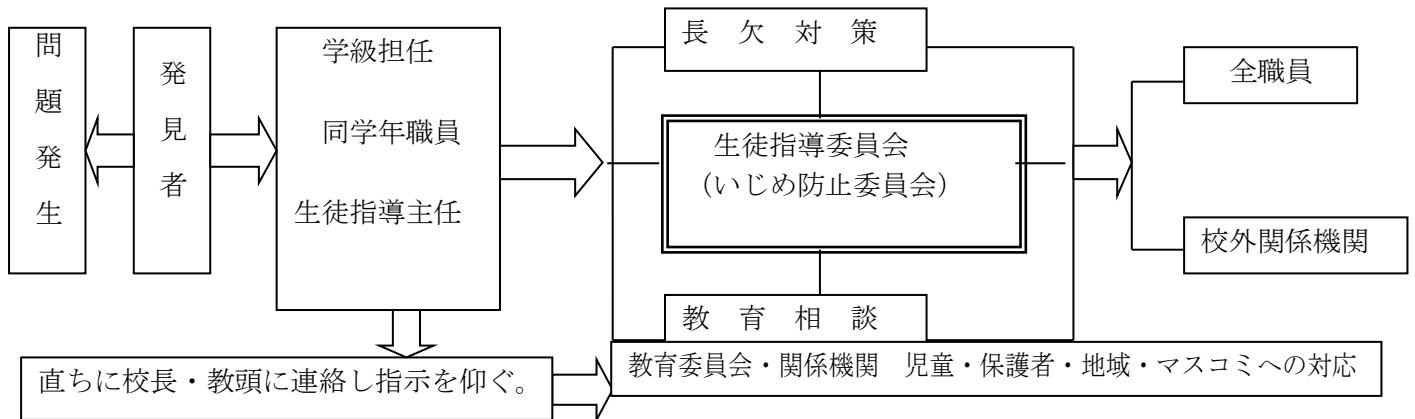 問題発生
発見者
学級担任
同学年職員
生徒指導主任
長　欠　対　策
生徒指導委員会
（いじめ防止委員会）
教　育　相　談
全職員
校外関係機関
直ちに校長・教頭に連絡し指示を仰ぐ。
教育委員会・関係機関　児童・保護者・地域・マスコミへの対応